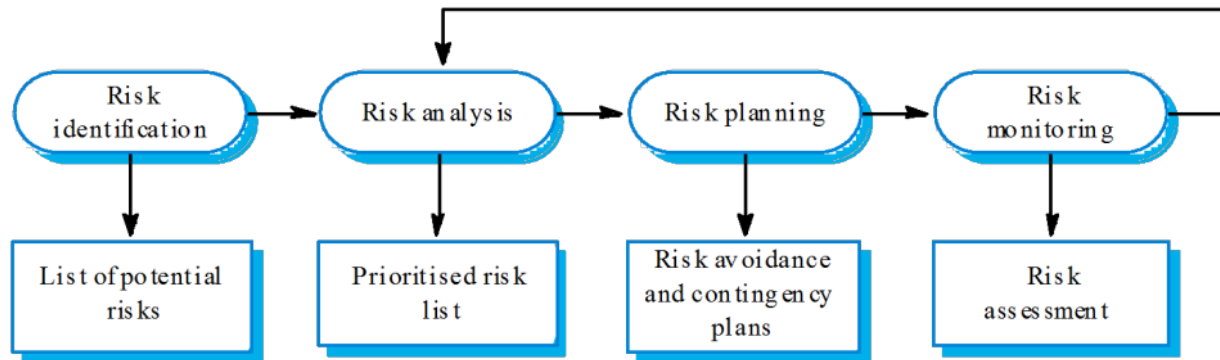 Risk
identification
Risk analysis
Risk planning
Risk
monitoring
List of potential
risks
Prioritised risk
list
Risk avoidance
and contingency
plans
Risk
assessment